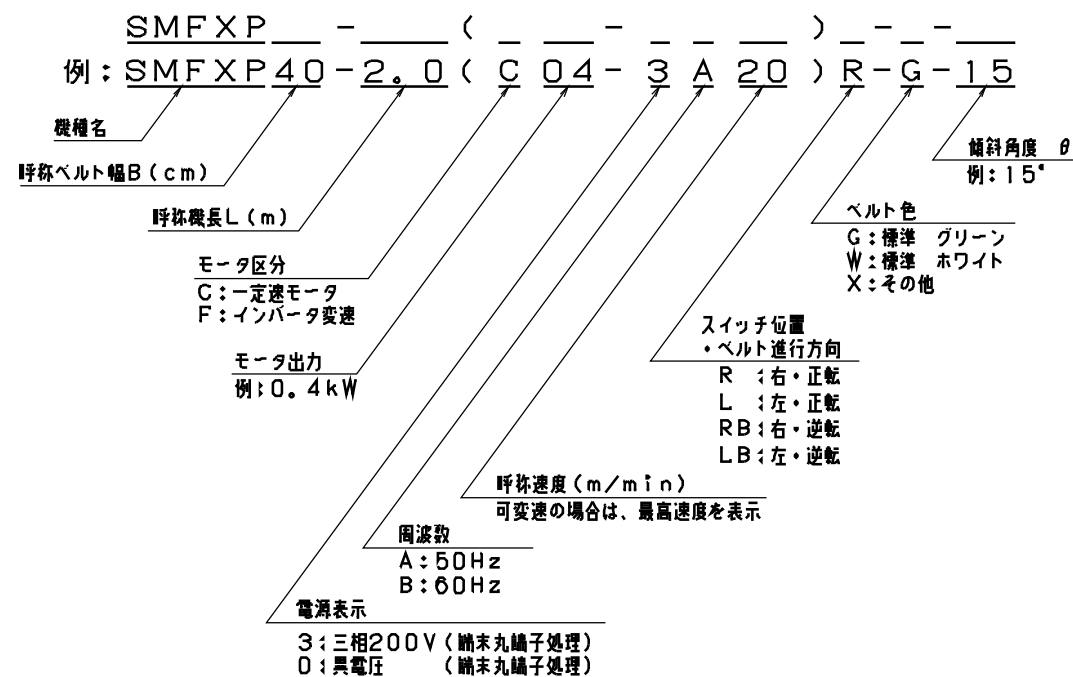 SMFXP__-___(_ __-_ _ __)_-_-__
例：SMFXP40-2.0(C04-3A20)R-G-15
機種名
呼称ベルト幅B(cm)
呼称機長L(m)
モータ区分
C：一定速モータ
F：インバータ変速
モータ出力
例：0.4kW
傾斜角度 θ
例：15°
ベルト色
G：標準 グリーン
W：標準 ホワイト
X：その他
スイッチ位置
・ベルト進行方向
R ：右・正転
L ：左・正転
RB：右・逆転
LB：左・逆転
呼称速度(m/min)
可変速の場合は、最高速度を表示
周波数
A：50Hz
B：60Hz
電源表示
3：三相200V(端末丸端子処理)
0：異電圧 (端末丸端子処理)